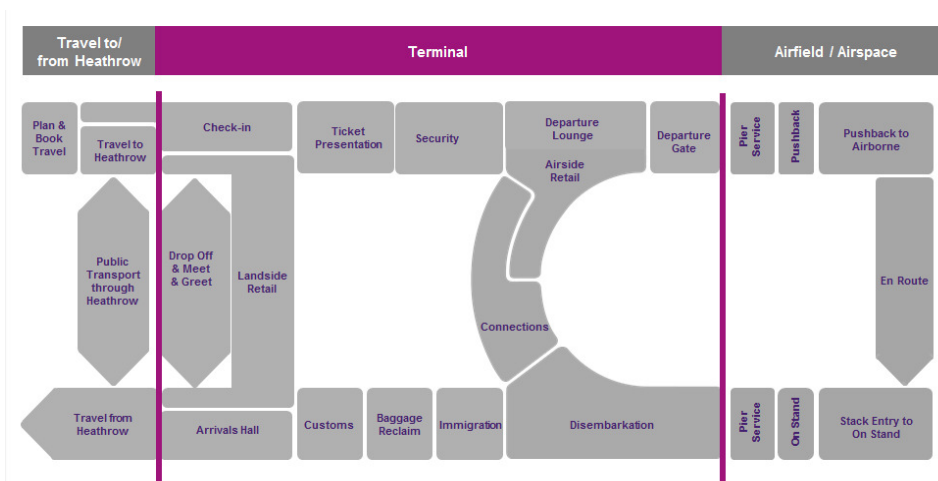 Travel to/
from Heathrow
Terminal
Airfield / Airspace
Plan &
Book
Travel
Travel to
Heathrow
Check-in
Ticket
Presentation
Security
Departure
Lounge
Airside
Retail
Departure
Gate
Pier
Service
Pushback
Pushback to
Airborne
Public
Transport
through
Heathrow
Drop Off
& Meet
& Greet
Landside
Retail
Connections
En Route
Travel from
Heathrow
Arrivals Hall
Customs
Baggage
Reclaim
Immigration
Disembarkation
Pier
Service
On Stand
Stack Entry to
On Stand